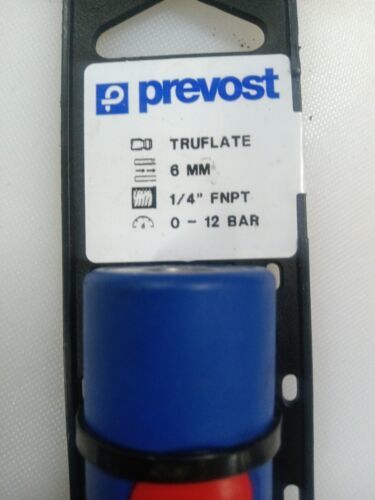 prevost
TRUFLATE
6 MM
1/4" FNPT
0 - 12 BAR